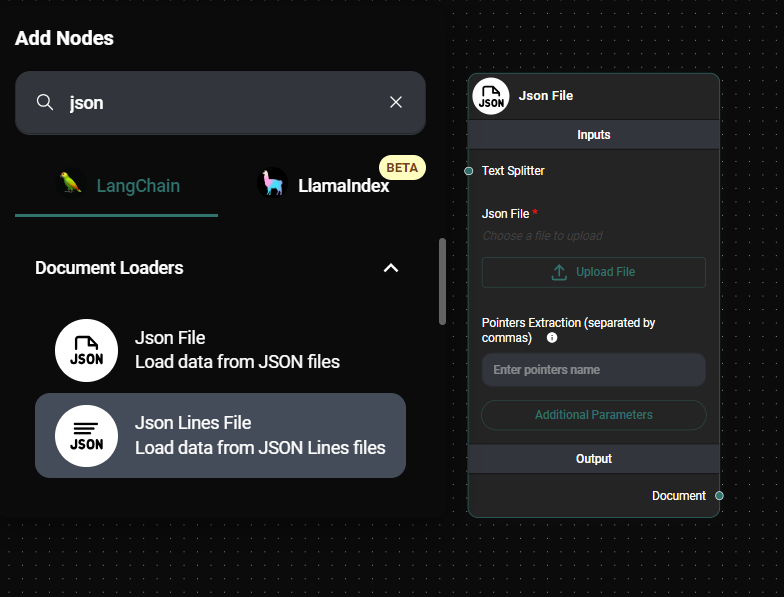 Add Nodes
json
BETA
LangChain
LlamaIndex
Document Loaders
JSON
Json File
Load data from JSON files
JSON
Json Lines File
Load data from JSON Lines files
JSON
Json File
Inputs
Text Splitter
Json File *
Choose a file to upload
Upload File
Pointers Extraction (separated by
commas)
Enter pointers name
Additional Parameters
Output
Document